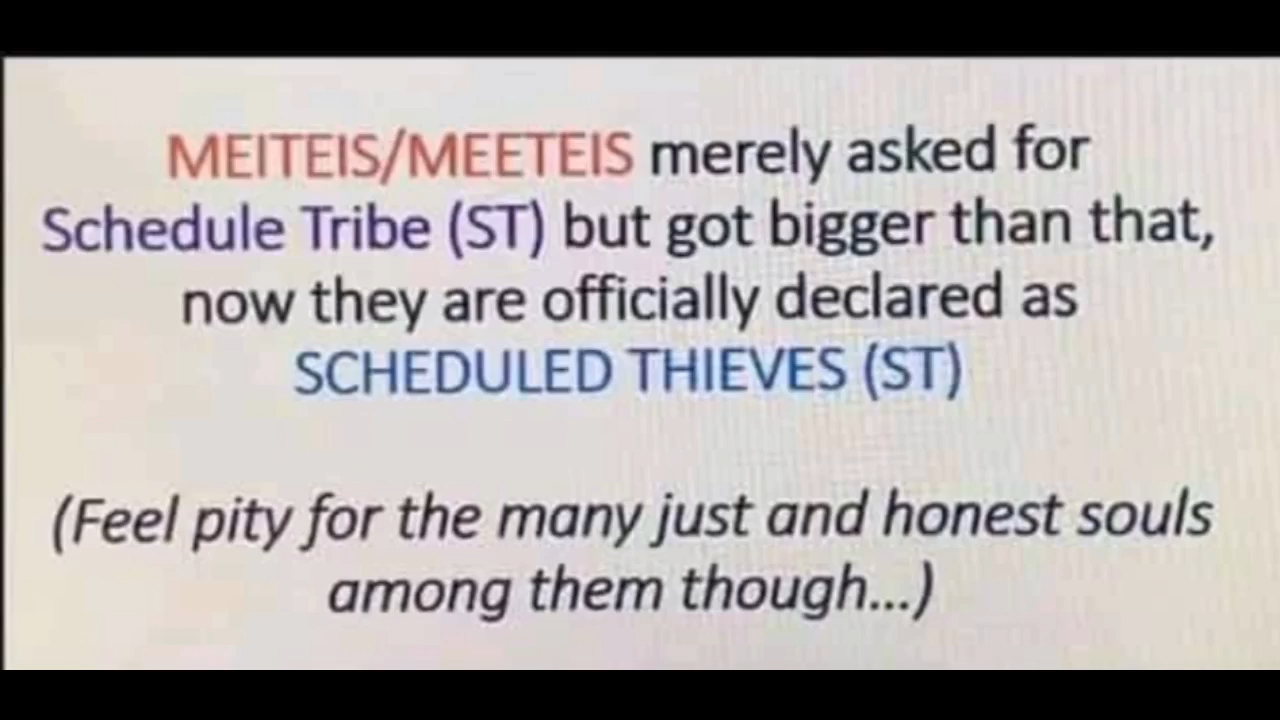 MEITEIS/MEETEIS merely asked for
Schedule Tribe (ST) but got bigger than that,
now they are officially declared as
SCHEDULED THIEVES (ST)
(Feel pity for the many just and honest souls
among them though...)